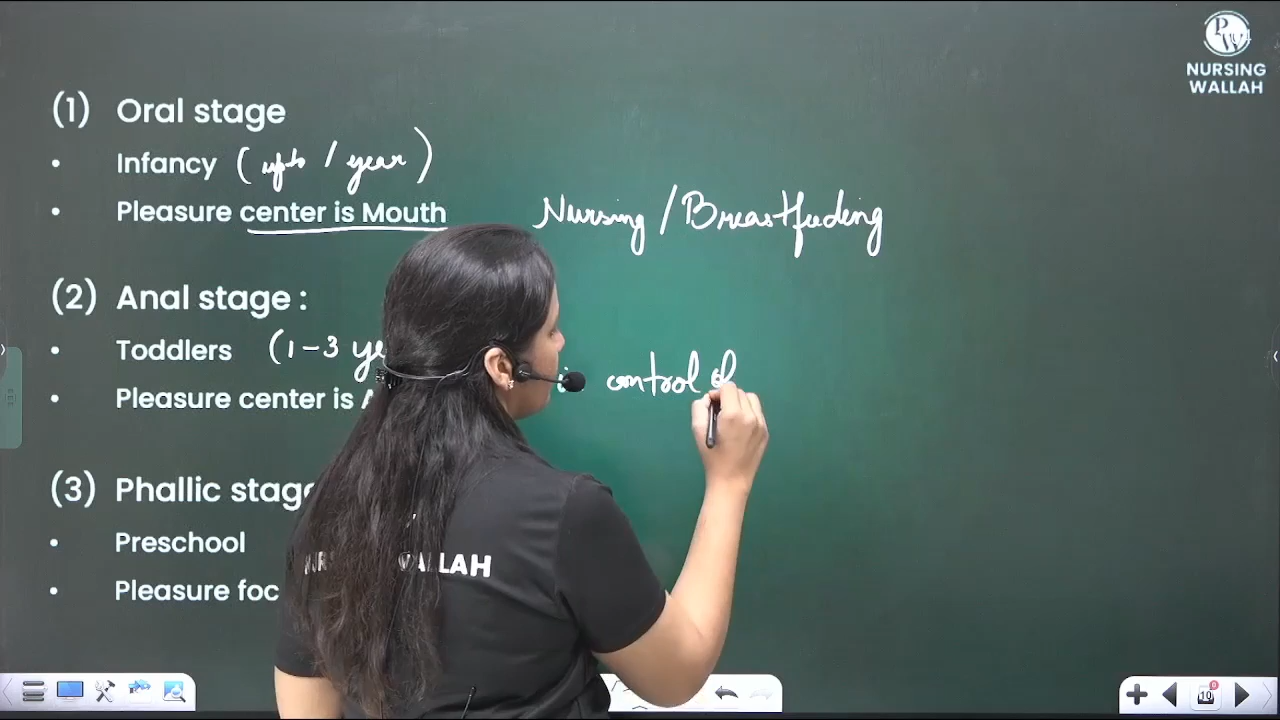 NURSING
WALLAH
(1) Oral stage
• Infancy (upto 1 year)
• Pleasure center is Mouth Nursing / Breastfeeding
(2) Anal stage :
• Toddlers (1-3 ye
• Pleasure center is A control of
(3) Phallic stage
• Preschool
• Pleasure foc
WALLAH
10